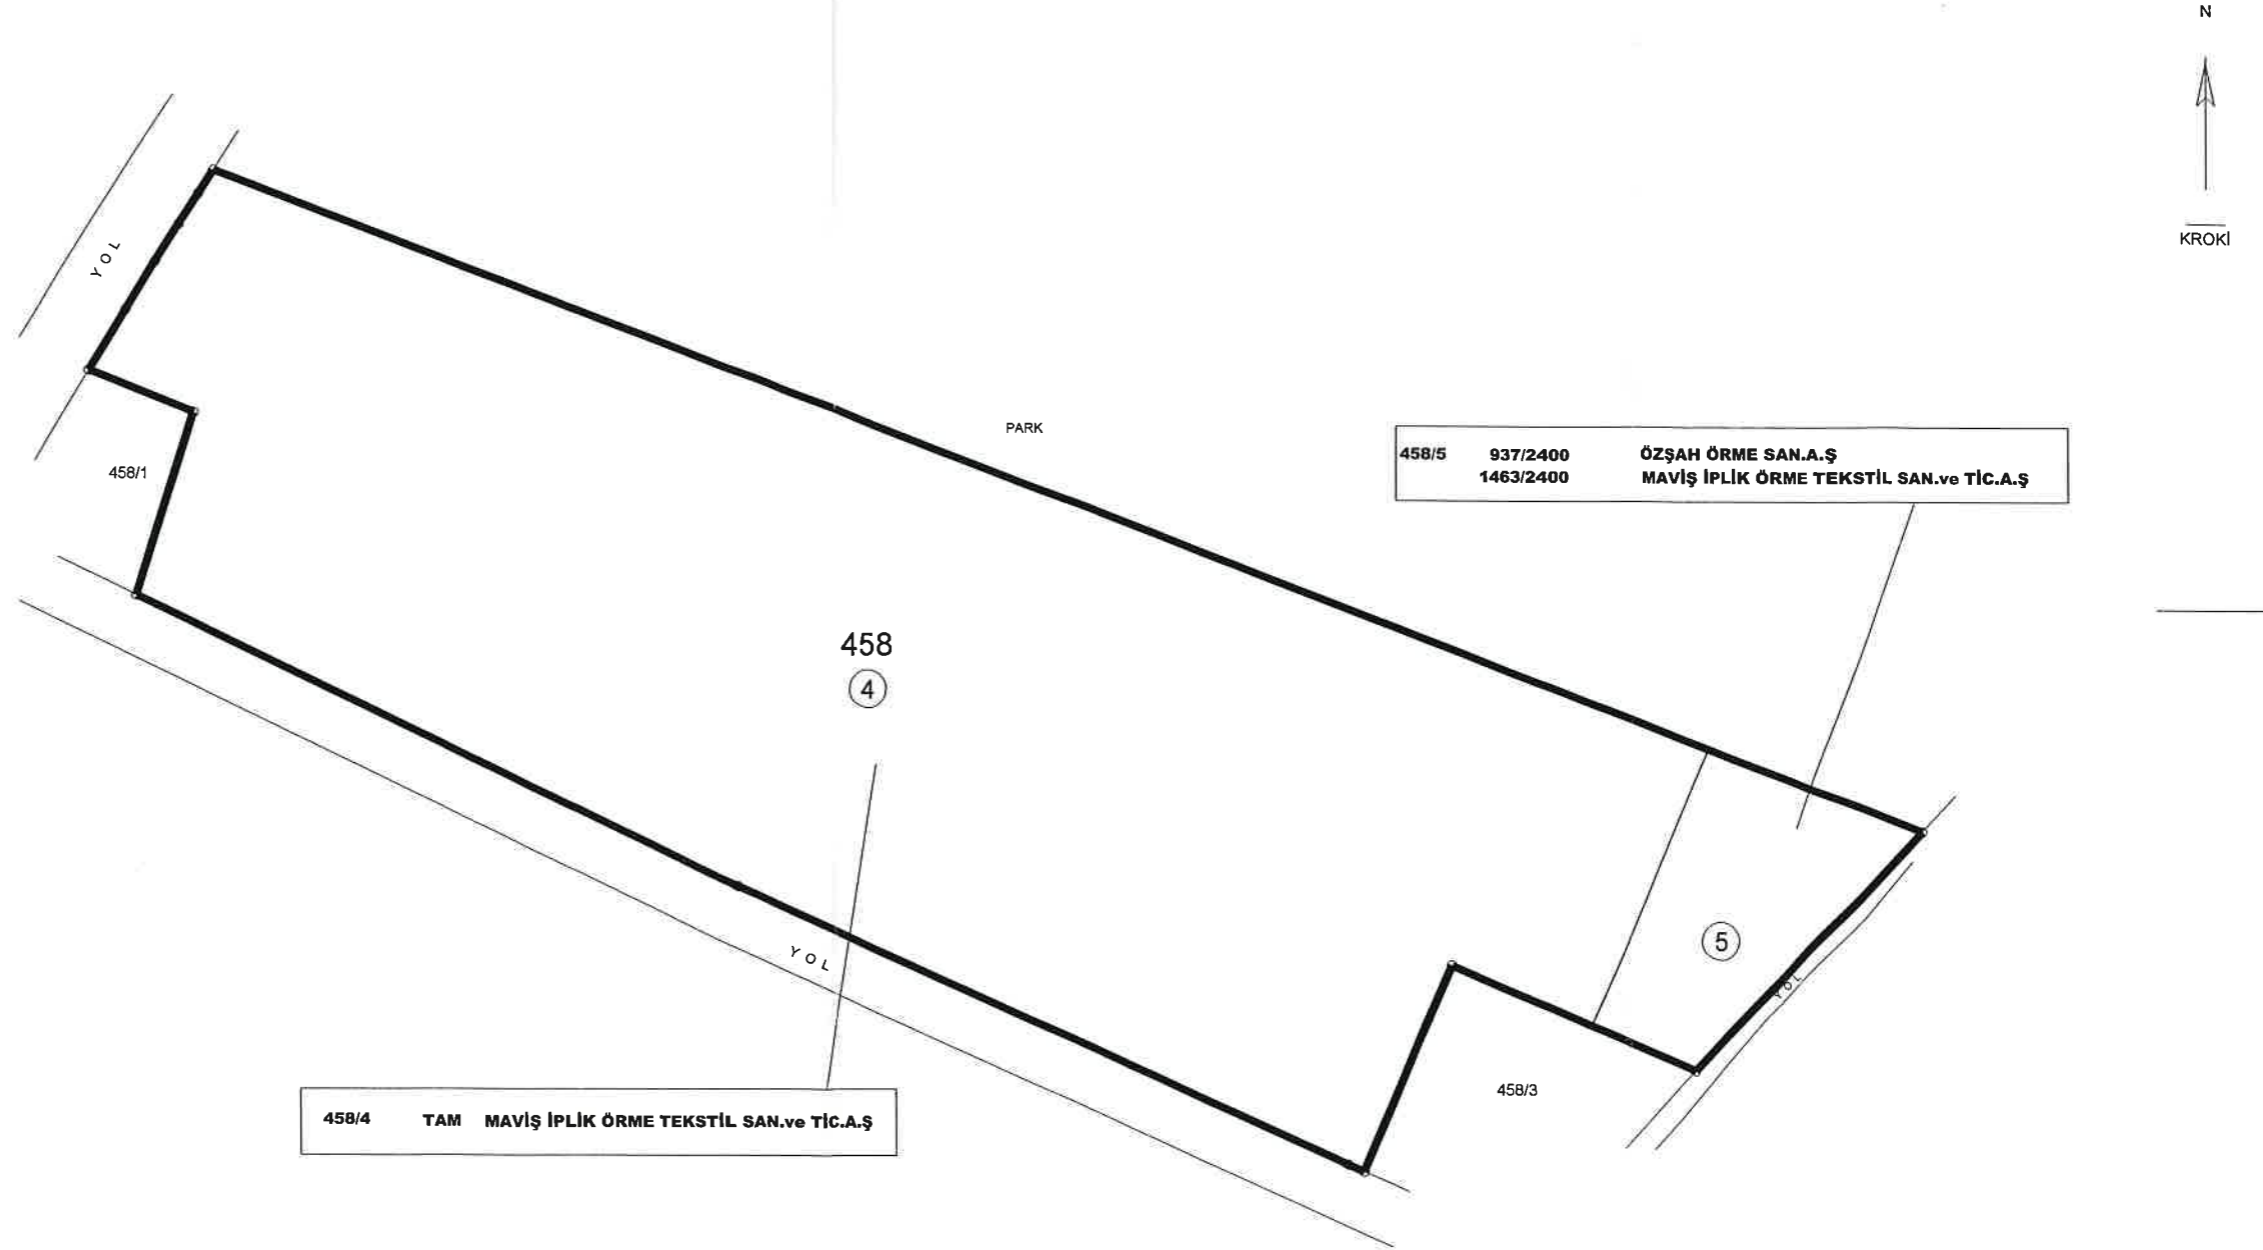 N
KROKİ
YOL
PARK
458/5 937/2400 ÖZŞAH ÖRME SAN.A.Ş
1463/2400 MAVİŞ İPLİK ÖRME TEKSTİL SAN.ve TİC.A.Ş
458/1
458
4
5
YOL
YOL
458/3
458/4 TAM MAVİŞ İPLİK ÖRME TEKSTİL SAN.ve TİC.A.Ş